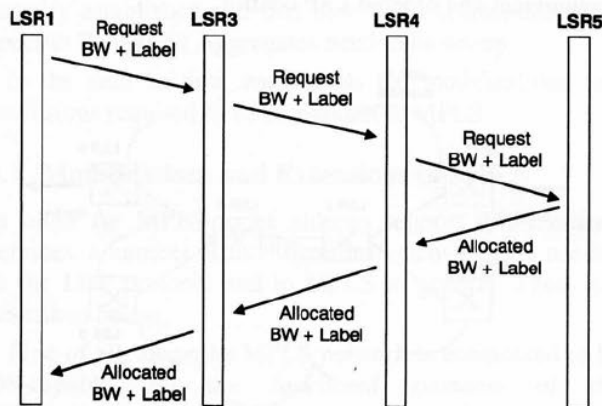 LSR1
LSR3
LSR4
LSR5
Request
BW + Label
Request
BW + Label
Request
BW + Label
Allocated
BW + Label
Allocated
BW + Label
Allocated
BW + Label